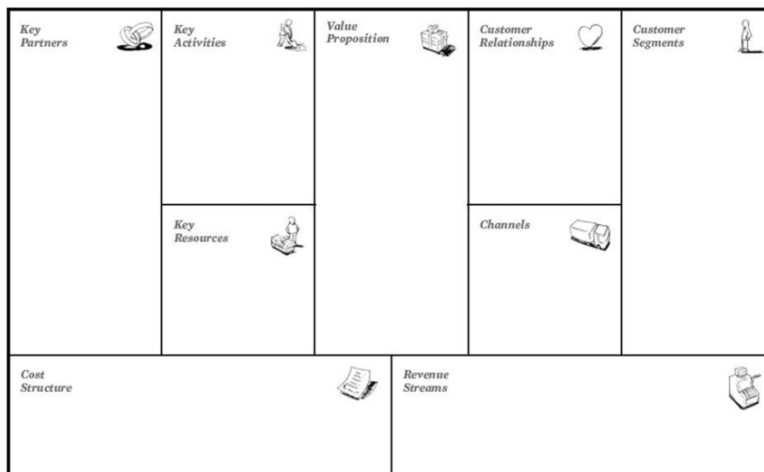 Key
Partners
Key
Activities
Value
Proposition
Customer
Relationships
Customer
Segments
Key
Resources
Channels
Cost
Structure
Revenue
Streams